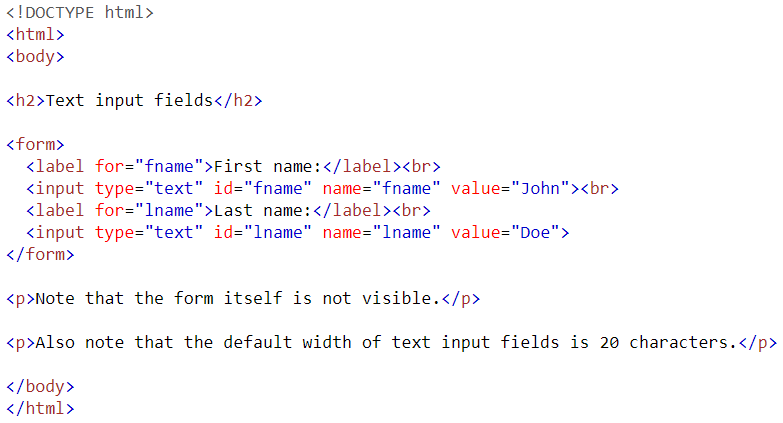 <!DOCTYPE html>
<html>
<body>
<h2>Text input fields</h2>
<form>
<label for="fname">First name:</label><br>
<input type="text" id="fname" name="fname" value="John"><br>
<label for="lname">Last name:</label><br>
<input type="text" id="lname" name="lname" value="Doe">
</form>
<p>Note that the form itself is not visible.</p>
<p>Also note that the default width of text input fields is 20 characters.</p>
</body>
</html>